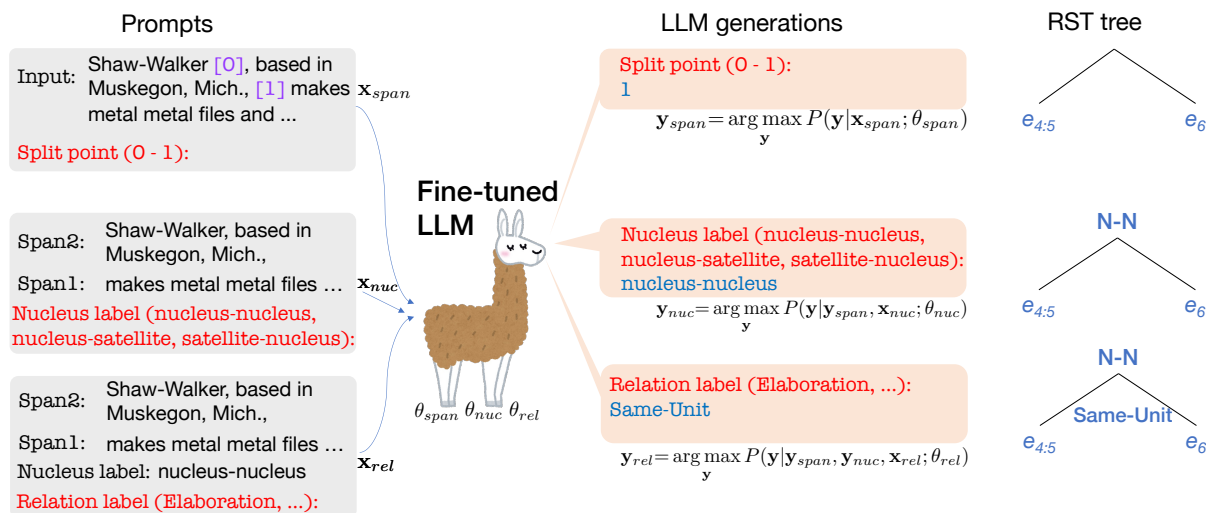 Prompts
Input:
Shaw-Walker [0], based in
Muskegon, Mich., [1] makes
metal metal files and ...
Split point (0 - 1):
x_span
Span2:
Shaw-Walker, based in
Muskegon, Mich.,
Span1:
makes metal metal files ...
Nucleus label (nucleus-nucleus,
nucleus-satellite, satellite-nucleus):
x_nuc
Span2:
Shaw-Walker, based in
Muskegon, Mich.,
Span1:
makes metal metal files ...
Nucleus label: nucleus-nucleus
Relation label (Elaboration, ...):
x_rel
Fine-tuned
LLM
θ_span θ_nuc θ_rel
LLM generations
Split point (0 - 1):
1
y_span = arg max P(y|x_span; θ_span)
y
Nucleus label (nucleus-nucleus,
nucleus-satellite, satellite-nucleus):
nucleus-nucleus
y_nuc = arg max P(y|y_span, x_nuc; θ_nuc)
y
Relation label (Elaboration, ...):
Same-Unit
y_rel = arg max P(y|y_span, y_nuc, x_rel; θ_rel)
y
RST tree
e_4:5 e_6
N-N
e_4:5 e_6
N-N
Same-Unit
e_4:5 e_6